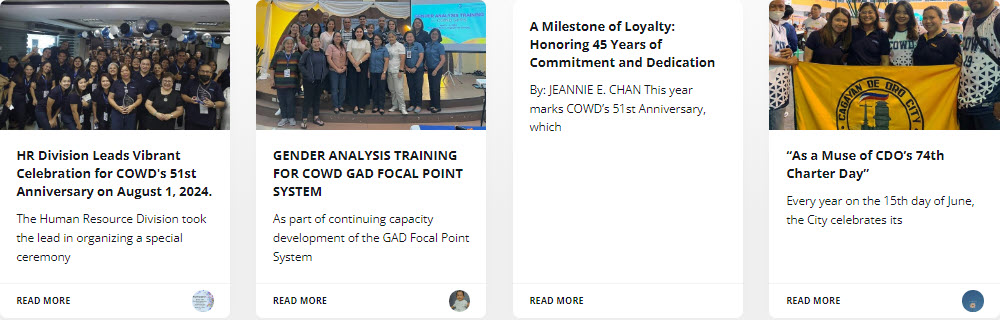 HR Division Leads Vibrant
Celebration for COWD's 51st
Anniversary on August 1, 2024.
The Human Resource Division took
the lead in organizing a special
ceremony
READ MORE
GENDER ANALYSIS TRAINING
GENDER ANALYSIS TRAINING
FOR COWD GAD FOCAL POINT
SYSTEM
As part of continuing capacity
development of the GAD Focal Point
System
READ MORE
A Milestone of Loyalty:
Honoring 45 Years of
Commitment and Dedication
By: JEANNIE E. CHAN This year
marks COWD’s 51st Anniversary,
which
READ MORE
COWD
CAGAYAN DE ORO CITY
“As a Muse of CDO’s 74th
Charter Day”
Every year on the 15th day of June,
the City celebrates its
READ MORE